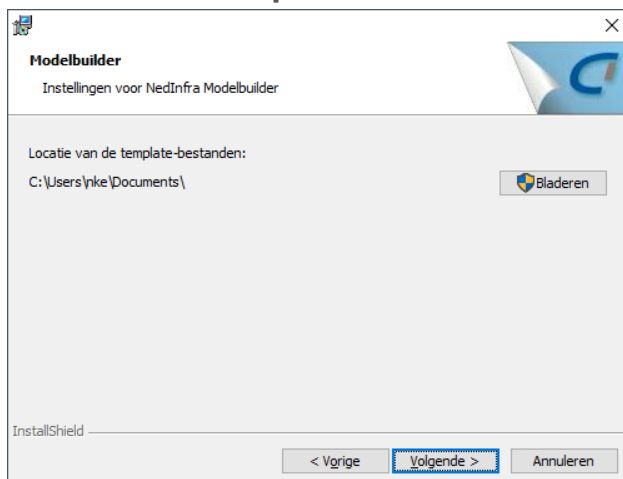 Modelbuilder
Instellingen voor NedInfra Modelbuilder
Locatie van de template-bestanden:
C:\Users\nke\Documents\
Bladeren
InstallShield
< Vorige
Volgende >
Annuleren